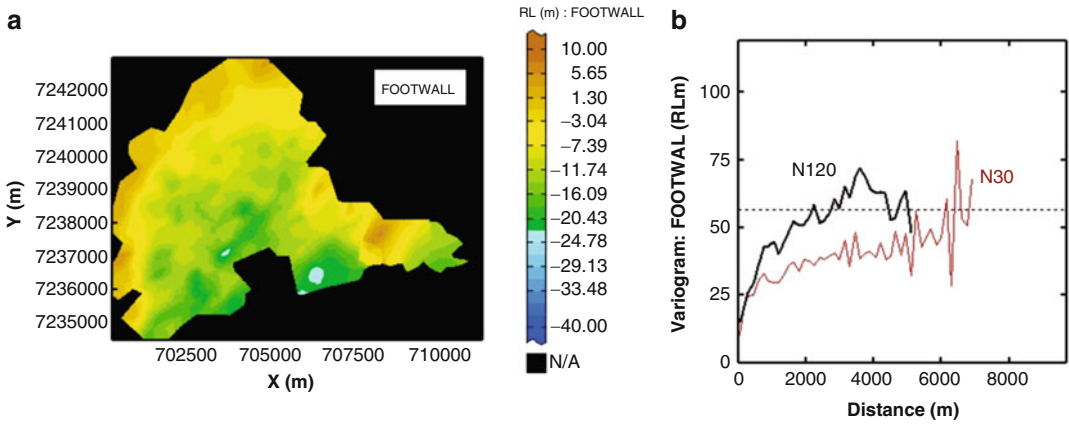 a
RL (m) : FOOTWALL
FOOTWALL
7242000
7241000
7240000
7239000
7238000
7237000
7236000
7235000
Y (m)
702500 705000 707500 710000
X (m)
10.00
5.65
1.30
−3.04
−7.39
−11.74
−16.09
−20.43
−24.78
−29.13
−33.48
−40.00
N/A
b
Variogram: FOOTWAL (RLm)
100
75
50
25
0
N120
N30
0 2000 4000 6000 8000
Distance (m)